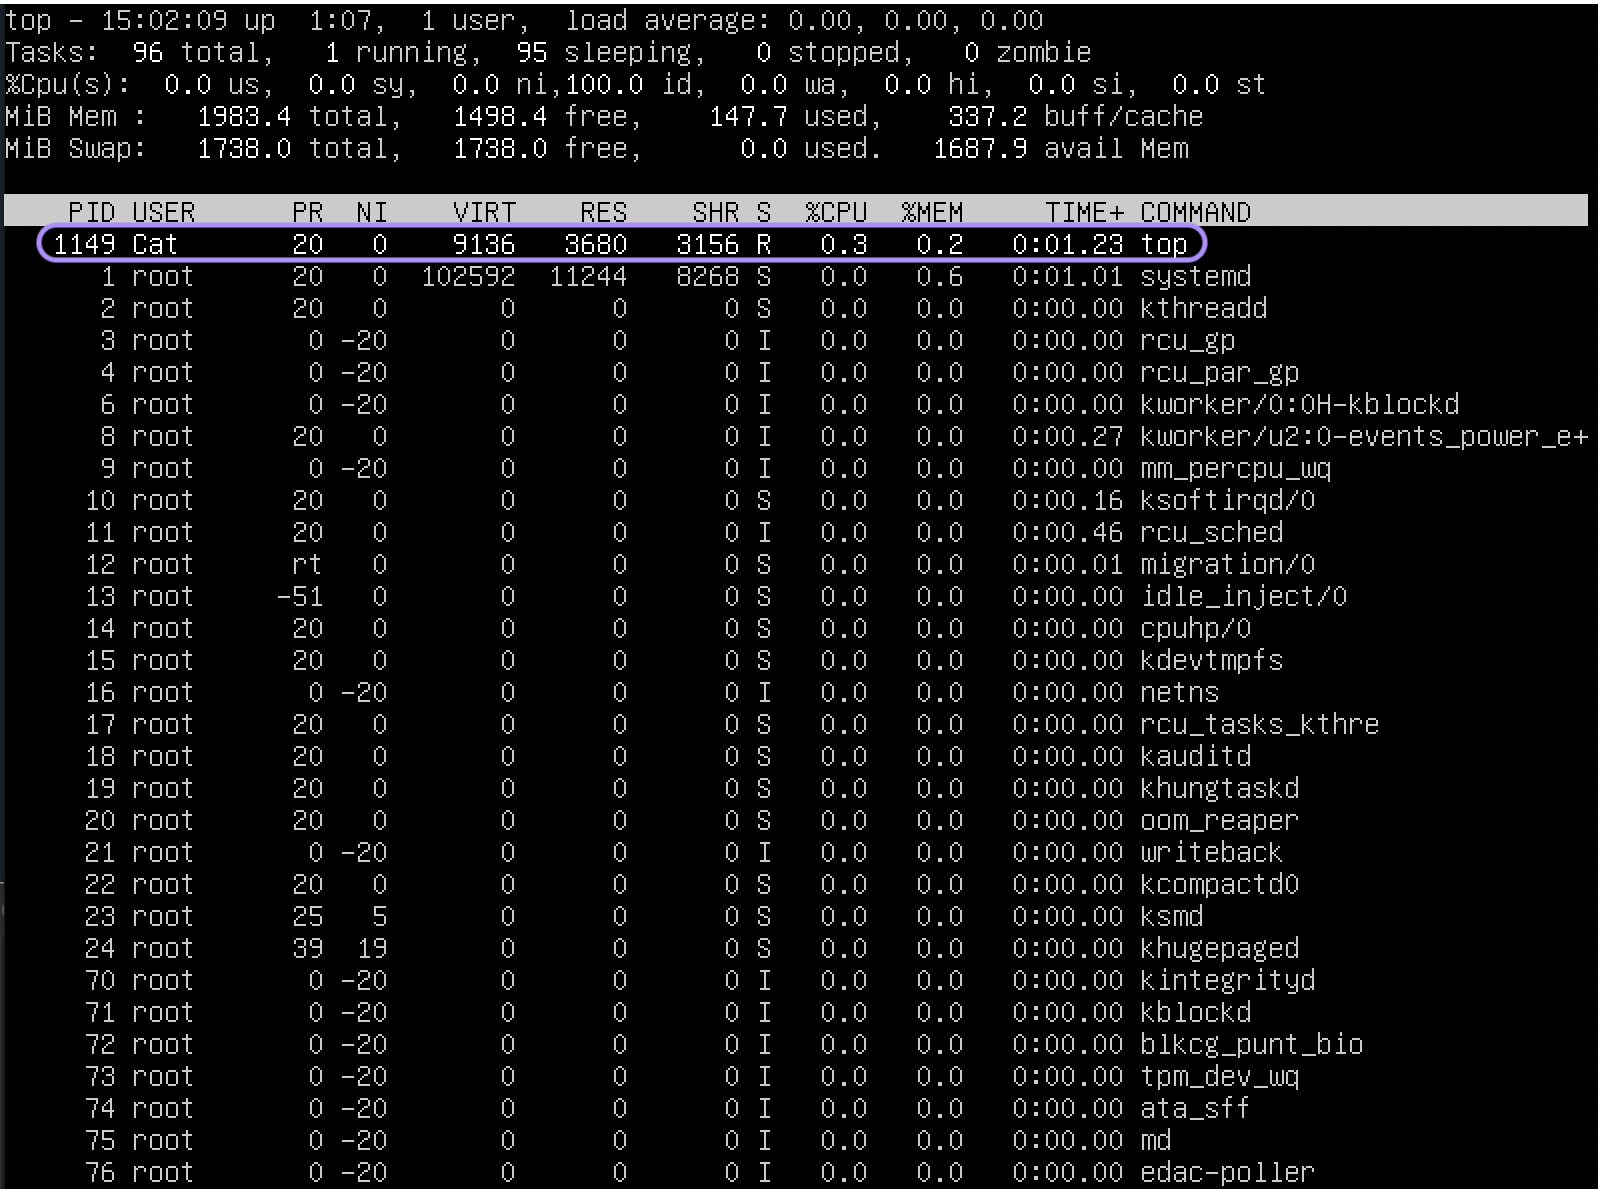 top - 15:02:09 up  1:07,  1 user,  load average: 0.00, 0.00, 0.00
Tasks:  96 total,   1 running,  95 sleeping,   0 stopped,   0 zombie
%Cpu(s):  0.0 us,  0.0 sy,  0.0 ni,100.0 id,  0.0 wa,  0.0 hi,  0.0 si,  0.0 st
MiB Mem :   1983.4 total,   1498.4 free,    147.7 used,    337.2 buff/cache
MiB Swap:   1738.0 total,   1738.0 free,      0.0 used.   1687.9 avail Mem
PID USER      PR  NI    VIRT    RES    SHR S  %CPU  %MEM     TIME+ COMMAND
1149 Cat       20   0    9136   3680   3156 R   0.3   0.2   0:01.23 top
1 root      20   0  102592  11244   8268 S   0.0   0.6   0:01.01 systemd
2 root      20   0       0      0      0 S   0.0   0.0   0:00.00 kthreadd
3 root       0 -20       0      0      0 I   0.0   0.0   0:00.00 rcu_gp
4 root       0 -20       0      0      0 I   0.0   0.0   0:00.00 rcu_par_gp
6 root       0 -20       0      0      0 I   0.0   0.0   0:00.00 kworker/0:0H-kblockd
8 root      20   0       0      0      0 I   0.0   0.0   0:00.27 kworker/u2:0-events_power_e+
9 root       0 -20       0      0      0 I   0.0   0.0   0:00.00 mm_percpu_wq
10 root      20   0       0      0      0 S   0.0   0.0   0:00.16 ksoftirqd/0
11 root      20   0       0      0      0 I   0.0   0.0   0:00.46 rcu_sched
12 root      rt   0       0      0      0 S   0.0   0.0   0:00.01 migration/0
13 root     -51   0       0      0      0 S   0.0   0.0   0:00.00 idle_inject/0
14 root      20   0       0      0      0 S   0.0   0.0   0:00.00 cpuhp/0
15 root      20   0       0      0      0 S   0.0   0.0   0:00.00 kdevtmpfs
16 root       0 -20       0      0      0 I   0.0   0.0   0:00.00 netns
17 root      20   0       0      0      0 S   0.0   0.0   0:00.00 rcu_tasks_kthre
18 root      20   0       0      0      0 S   0.0   0.0   0:00.00 kauditd
19 root      20   0       0      0      0 S   0.0   0.0   0:00.00 khungtaskd
20 root      20   0       0      0      0 S   0.0   0.0   0:00.00 oom_reaper
21 root       0 -20       0      0      0 I   0.0   0.0   0:00.00 writeback
22 root      20   0       0      0      0 S   0.0   0.0   0:00.00 kcompactd0
23 root      25   5       0      0      0 S   0.0   0.0   0:00.00 ksmd
24 root      39  19       0      0      0 S   0.0   0.0   0:00.00 khugepaged
70 root       0 -20       0      0      0 I   0.0   0.0   0:00.00 kintegrityd
71 root       0 -20       0      0      0 I   0.0   0.0   0:00.00 kblockd
72 root       0 -20       0      0      0 I   0.0   0.0   0:00.00 blkcg_punt_bio
73 root       0 -20       0      0      0 I   0.0   0.0   0:00.00 tpm_dev_wq
74 root       0 -20       0      0      0 I   0.0   0.0   0:00.00 ata_sff
75 root       0 -20       0      0      0 I   0.0   0.0   0:00.00 md
76 root       0 -20       0      0      0 I   0.0   0.0   0:00.00 edac-poller